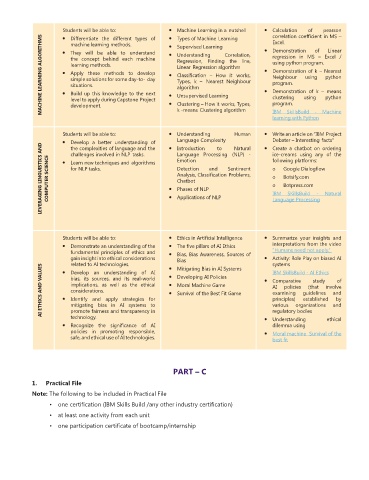 MACHINE LEARNING ALGORITHMS
Students will be able to:
• Differentiate the different types of
machine learning methods.
• They will be able to understand
the concept behind each machine
learning methods.
• Apply these methods to develop
simple solutions for some day-to-day
situations.
• Build up this knowledge to the next
level to apply during Capstone Project
development.
• Machine Learning in a nutshell
• Types of Machine Learning
• Supervised Learning
• Understanding Correlation,
Regression, Finding the line,
Linear Regression algorithm
• Classification – How it works,
Types, k – Nearest Neighbour
algorithm
• Unsupervised Learning
• Clustering – How it works, Types,
k -means Clustering algorithm
• Calculation of pearson
correlation coefficient in MS –
Excel
• Demonstration of Linear
regression in MS – Excel /
using python program.
• Demonstration of k – Nearest
Neighbour using python
program.
• Demonstration of k – means
clustering using python
program.
IBM SkillsBuild - Machine
learning with Python
LEVERAGING LINGUISTICS AND
COMPUTER SCIENCE
Students will be able to:
• Develop a better understanding of
the complexities of language and the
challenges involved in NLP tasks.
• Learn new techniques and algorithms
for NLP tasks.
• Understanding Human
Language Complexity
• Introduction to Natural
Language Processing (NLP) -
Emotion
Detection and Sentiment
Analysis, Classification Problems,
Chatbot
• Phases of NLP
• Applications of NLP
• Write an article on "IBM Project
Debater – Interesting facts"
• Create a chatbot on ordering
ice-creams using any of the
following platforms:
o Google Dialogflow
o Botsify.com
o Botpress.com
IBM SkillsBuild - Natural
Language Processing
AI ETHICS AND VALUES
Students will be able to:
• Demonstrate an understanding of the
fundamental principles of ethics and
gain insight into ethical considerations
related to AI technologies.
• Develop an understanding of AI
bias, its sources, and its real-world
implications, as well as the ethical
considerations.
• Identify and apply strategies for
mitigating bias in AI systems to
promote fairness and transparency in
technology.
• Recognize the significance of AI
policies in promoting responsible,
safe, and ethical use of AI technologies.
• Ethics in Artificial Intelligence
• The five pillars of AI Ethics
• Bias, Bias Awareness, Sources of
Bias
• Mitigating Bias in AI Systems
• Developing AI Policies
• Moral Machine Game
• Survival of the Best Fit Game
• Summarize your insights and
interpretations from the video
"Humans need not apply"
• Activity: Role Play on biased AI
systems
IBM SkillsBuild - AI Ethics
• Comparative study of
AI policies (that involve
examining guidelines and
principles) established by
various organizations and
regulatory bodies
• Understanding ethical
dilemma using
• Moral machine, Survival of the
best fit
PART – C
1. Practical File
Note: The following to be included in Practical File
• one certification (IBM Skills Build /any other industry certification)
• at least one activity from each unit
• one participation certificate of bootcamp/internship